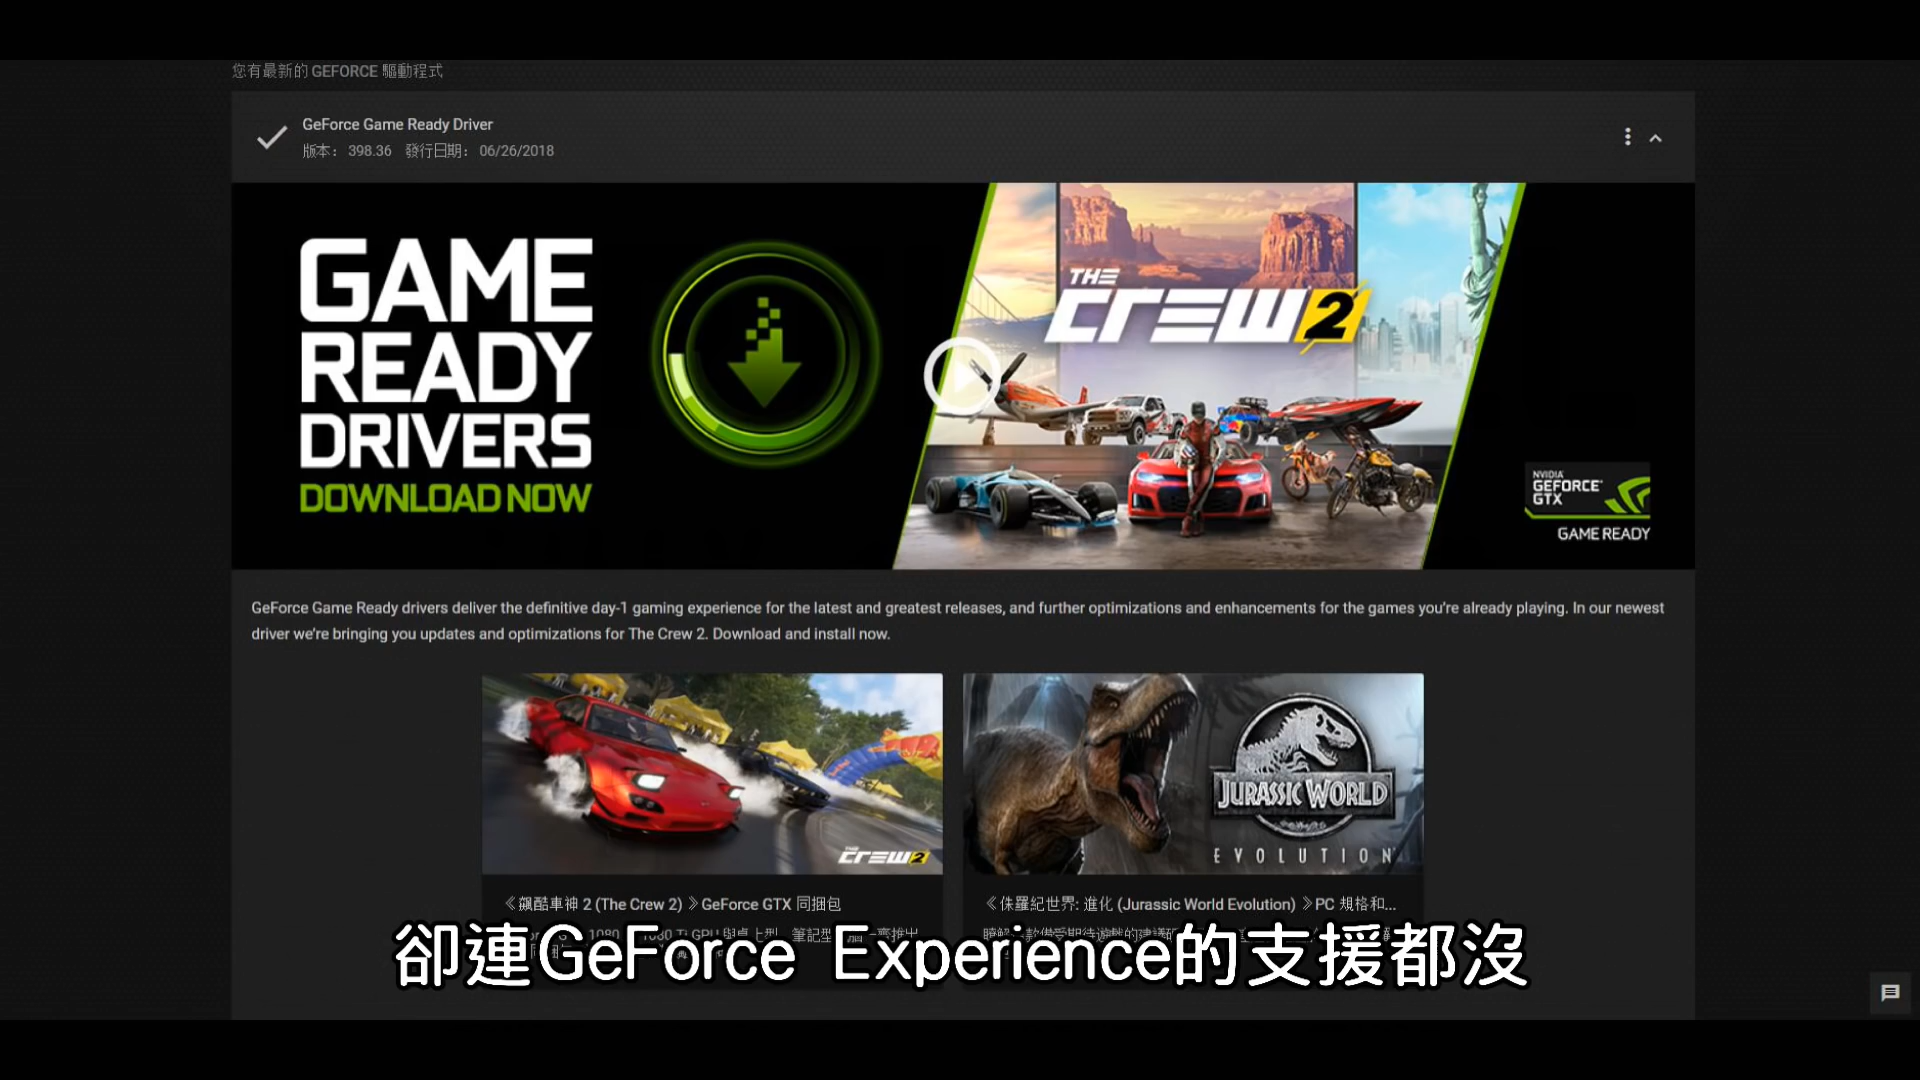 您有最新的 GEFORCE 驅動程式
GeForce Game Ready Driver
版本： 398.36 發行日期： 06/26/2018
GAME
READY
DRIVERS
DOWNLOAD NOW
THE
CREW 2
NVIDIA
GEFORCE
GTX
GAME READY
GeForce Game Ready drivers deliver the definitive day-1 gaming experience for the latest and greatest releases, and further optimizations and enhancements for the games you're already playing. In our newest
driver we're bringing you updates and optimizations for The Crew 2. Download and install now.
THE
CREW 2
JURASSIC WORLD
EVOLUTION
《飆酷車神 2 (The Crew 2) 》GeForce GTX 同捆包
《侏羅紀世界: 進化 (Jurassic World Evolution) 》PC 規格和...
卻連GeForce Experience的支援都沒